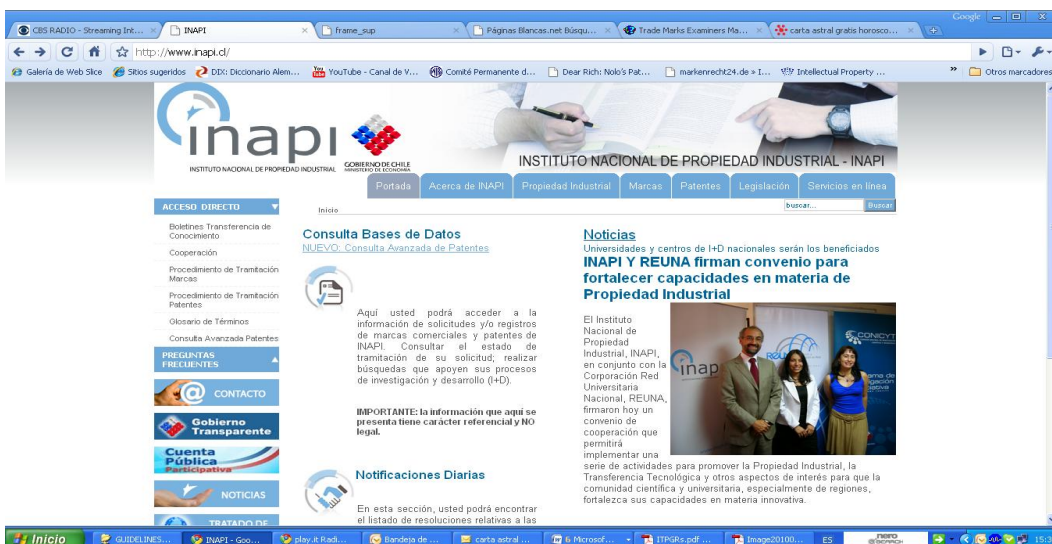 Google
CBS RADIO - Streaming Int...
INAPI
frame_sup
Páginas Blancas.net Búsqu...
Trade Marks Examiners Ma...
carta astral gratis horosco...
http://www.inapi.cl/
Galería de Web Slice
Sitios sugeridos
DIX: Diccionario Alem...
YouTube - Canal de V...
Comité Permanente d...
Dear Rich: Nolo's Pat...
markenrecht24.de » I...
Intellectual Property ...
»
Otros marcadores
inapi
INSTITUTO NACIONAL DE PROPIEDAD INDUSTRIAL
GOBIERNO DE CHILE
MINISTERIO DE ECONOMIA
INSTITUTO NACIONAL DE PROPIEDAD INDUSTRIAL - INAPI
Portada
Acerca de INAPI
Propiedad Industrial
Marcas
Patentes
Legislación
Servicios en línea
buscar...
Buscar
Inicio
ACCESO DIRECTO
Boletines Transferencia de
Conocimiento
Cooperación
Procedimiento de Tramitación
Marcas
Procedimiento de Tramitación
Patentes
Glosario de Términos
Consulta Avanzada Patentes
PREGUNTAS
FRECUENTES
CONTACTO
Gobierno
Transparente
Cuenta
Pública
Participativa
NOTICIAS
TRATADO DE
Consulta Bases de Datos
NUEVO: Consulta Avanzada de Patentes
Aquí usted podrá acceder a la
información de solicitudes y/o registros
de marcas comerciales y patentes de
INAPI. Consultar el estado de
tramitación de su solicitud; realizar
búsquedas que apoyen sus procesos
de investigación y desarrollo (I+D).
IMPORTANTE: la información que aquí se
presenta tiene carácter referencial y NO
legal.
Notificaciones Diarias
En esta sección, usted podrá encontrar
el listado de resoluciones relativas a las
Noticias
Universidades y centros de I+D nacionales serán los beneficiados
INAPI Y REUNA firman convenio para
fortalecer capacidades en materia de
Propiedad Industrial
El Instituto
Nacional de
Propiedad
Industrial, INAPI,
en conjunto con la
Corporación Red
Universitaria
Nacional, REUNA,
firmaron hoy un
convenio de
cooperación que
permitirá
implementar una
serie de actividades para promover la Propiedad Industrial, la
Transferencia Tecnológica y otros aspectos de interés para que la
comunidad científica y universitaria, especialmente de regiones,
fortalezca sus capacidades en materia innovativa.
inap
CONICYT
Inicio
GUIDELINES...
INAPI - Goo...
play.it Radi...
Bandeja de ...
carta astral ...
6 Microsof...
ITPGRs.pdf ...
Image20100...
ES
nero
SEARCH